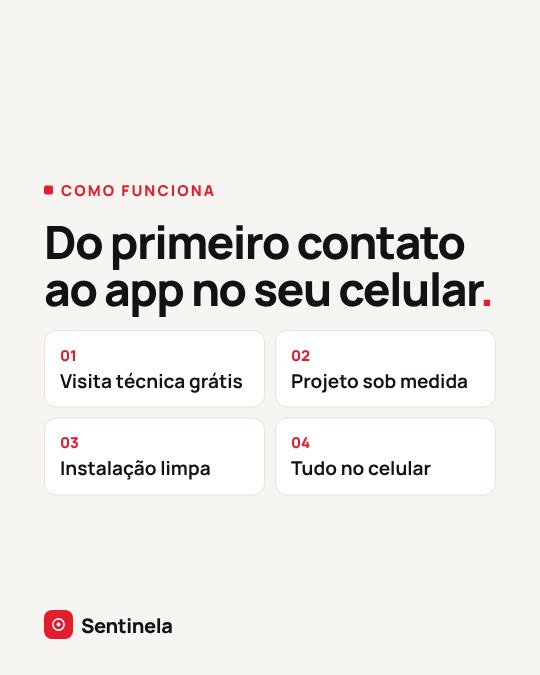 COMO FUNCIONA
Do primeiro contato
ao app no seu celular.
01
Visita técnica grátis
02
Projeto sob medida
03
Instalação limpa
04
Tudo no celular
Sentinela